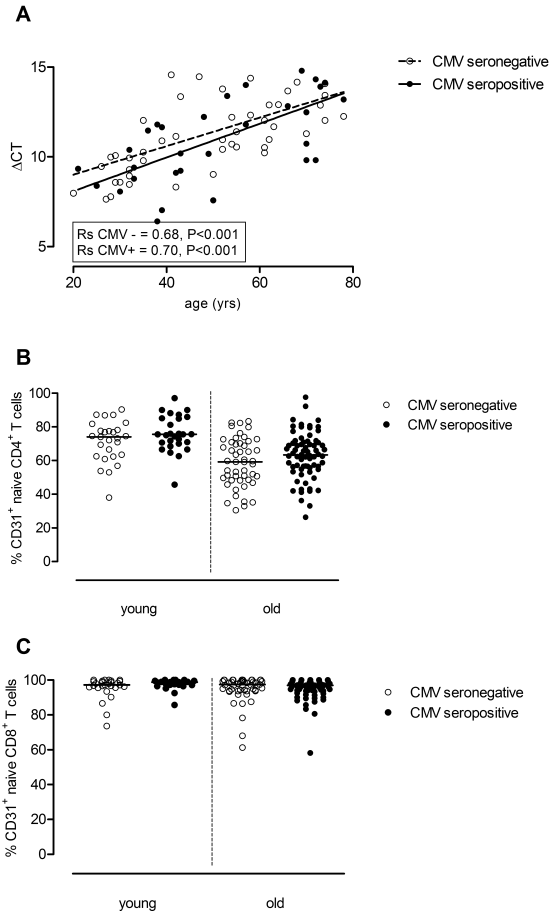 A
CMV seronegative
CMV seropositive
15
10
5
ΔCT
Rs CMV - = 0.68, P<0.001
Rs CMV+ = 0.70, P<0.001
20
40
60
80
age (yrs)
B
100
80
60
40
20
0
% CD31+ naive CD4+ T cells
CMV seronegative
CMV seropositive
young
old
C
100
80
60
40
20
0
% CD31+ naive CD8+ T cells
CMV seronegative
CMV seropositive
young
old